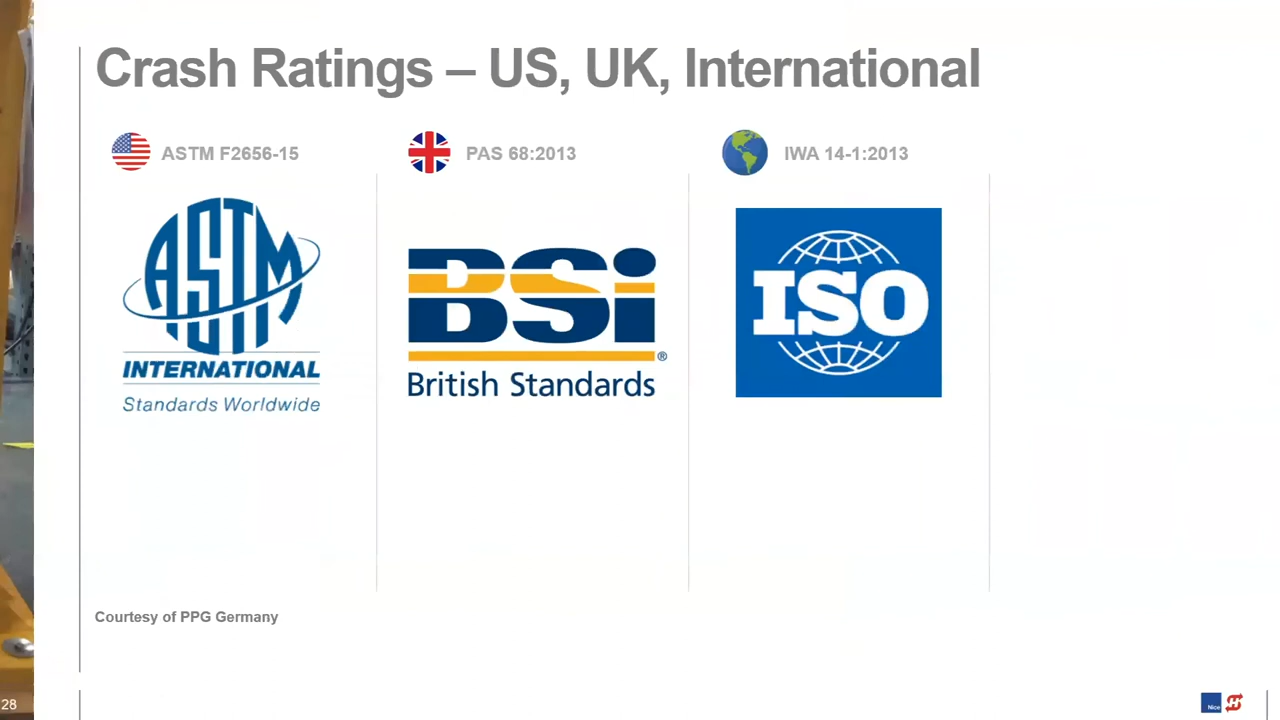 Crash Ratings – US, UK, International
ASTM F2656-15
PAS 68:2013
IWA 14-1:2013
ASTM
INTERNATIONAL
Standards Worldwide
BSi
®
British Standards
ISO
Courtesy of PPG Germany
28
Nice
H